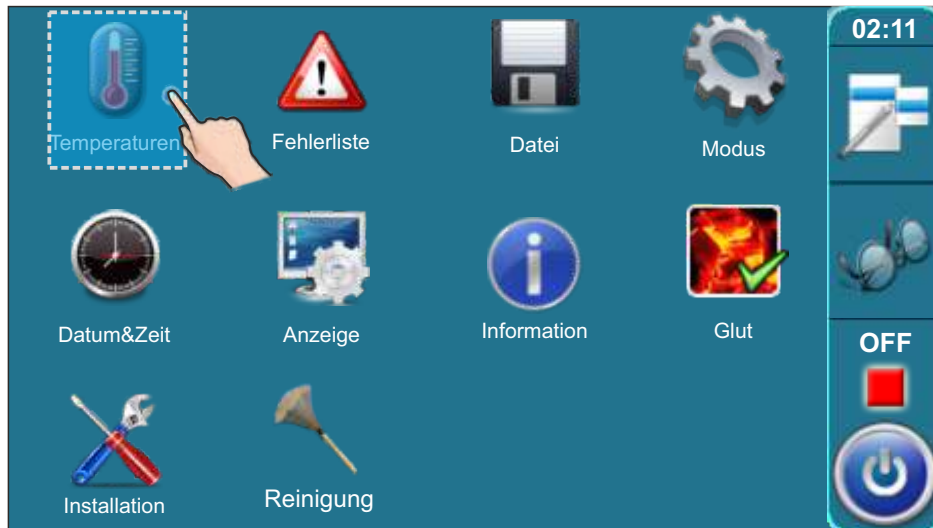 02:11
Temperaturen
Fehlerliste
Datei
Modus
Datum&Zeit
Anzeige
Information
Glut
OFF
Installation
Reinigung